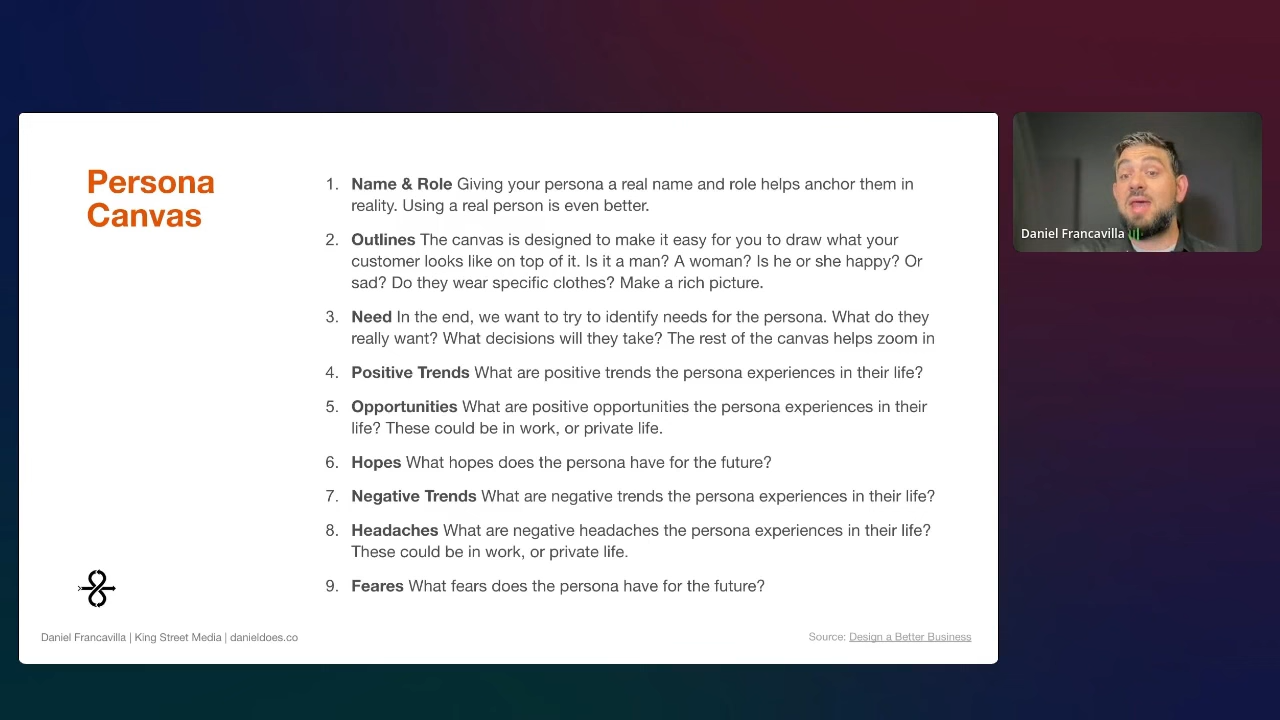 Persona
Canvas
1. Name & Role Giving your persona a real name and role helps anchor them in
reality. Using a real person is even better.
2. Outlines The canvas is designed to make it easy for you to draw what your
customer looks like on top of it. Is it a man? A woman? Is he or she happy? Or
sad? Do they wear specific clothes? Make a rich picture.
3. Need In the end, we want to try to identify needs for the persona. What do they
really want? What decisions will they take? The rest of the canvas helps zoom in
4. Positive Trends What are positive trends the persona experiences in their life?
5. Opportunities What are positive opportunities the persona experiences in their
life? These could be in work, or private life.
6. Hopes What hopes does the persona have for the future?
7. Negative Trends What are negative trends the persona experiences in their life?
8. Headaches What are negative headaches the persona experiences in their life?
These could be in work, or private life.
9. Feares What fears does the persona have for the future?
Daniel Francavilla | King Street Media | danieldoes.co
Source: Design a Better Business
Daniel Francavilla